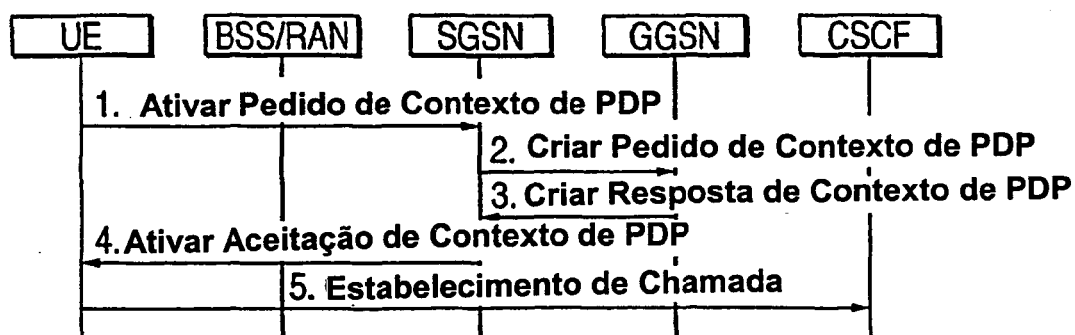 UE BSS/RAN SGSN GGSN CSCF
1. Ativar Pedido de Contexto de PDP
2. Criar Pedido de Contexto de PDP
3. Criar Resposta de Contexto de PDP
4. Ativar Aceitação de Contexto de PDP
5. Estabelecimento de Chamada